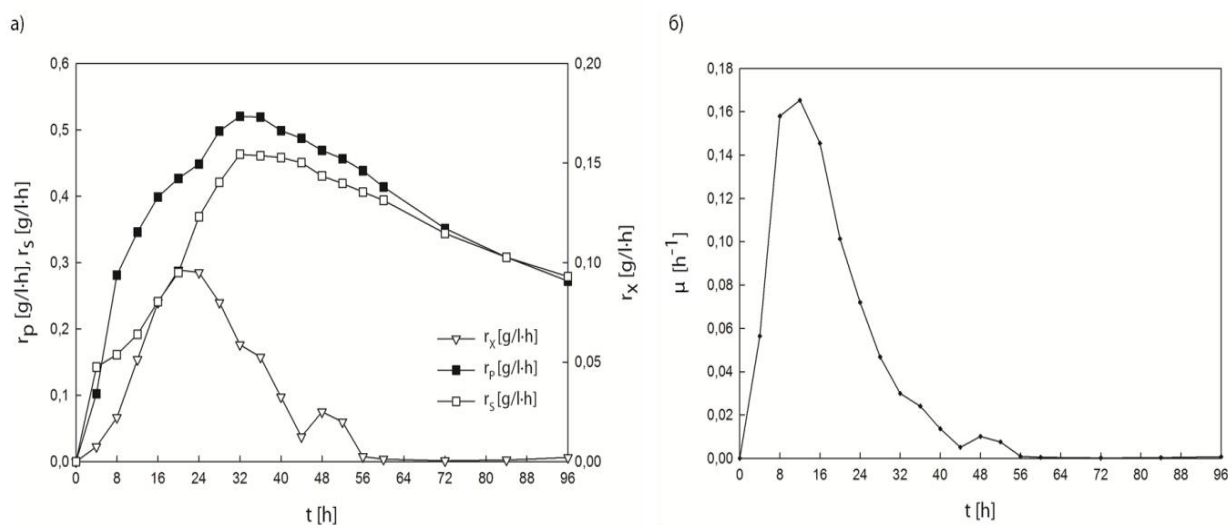 а)
0,6
0,5
0,4
0,3
0,2
0,1
0,0
r_p [g/l·h], r_s [g/l·h]
0,20
0,15
0,10
0,05
0,00
r_x [g/l·h]
r_X [g/l·h]
r_P [g/l·h]
r_S [g/l·h]
0 8 16 24 32 40 48 56 64 72 80 88 96
t [h]
б)
0,18
0,16
0,14
0,12
0,10
0,08
0,06
0,04
0,02
0,00
μ [h⁻¹]
0 8 16 24 32 40 48 56 64 72 80 88 96
t [h]